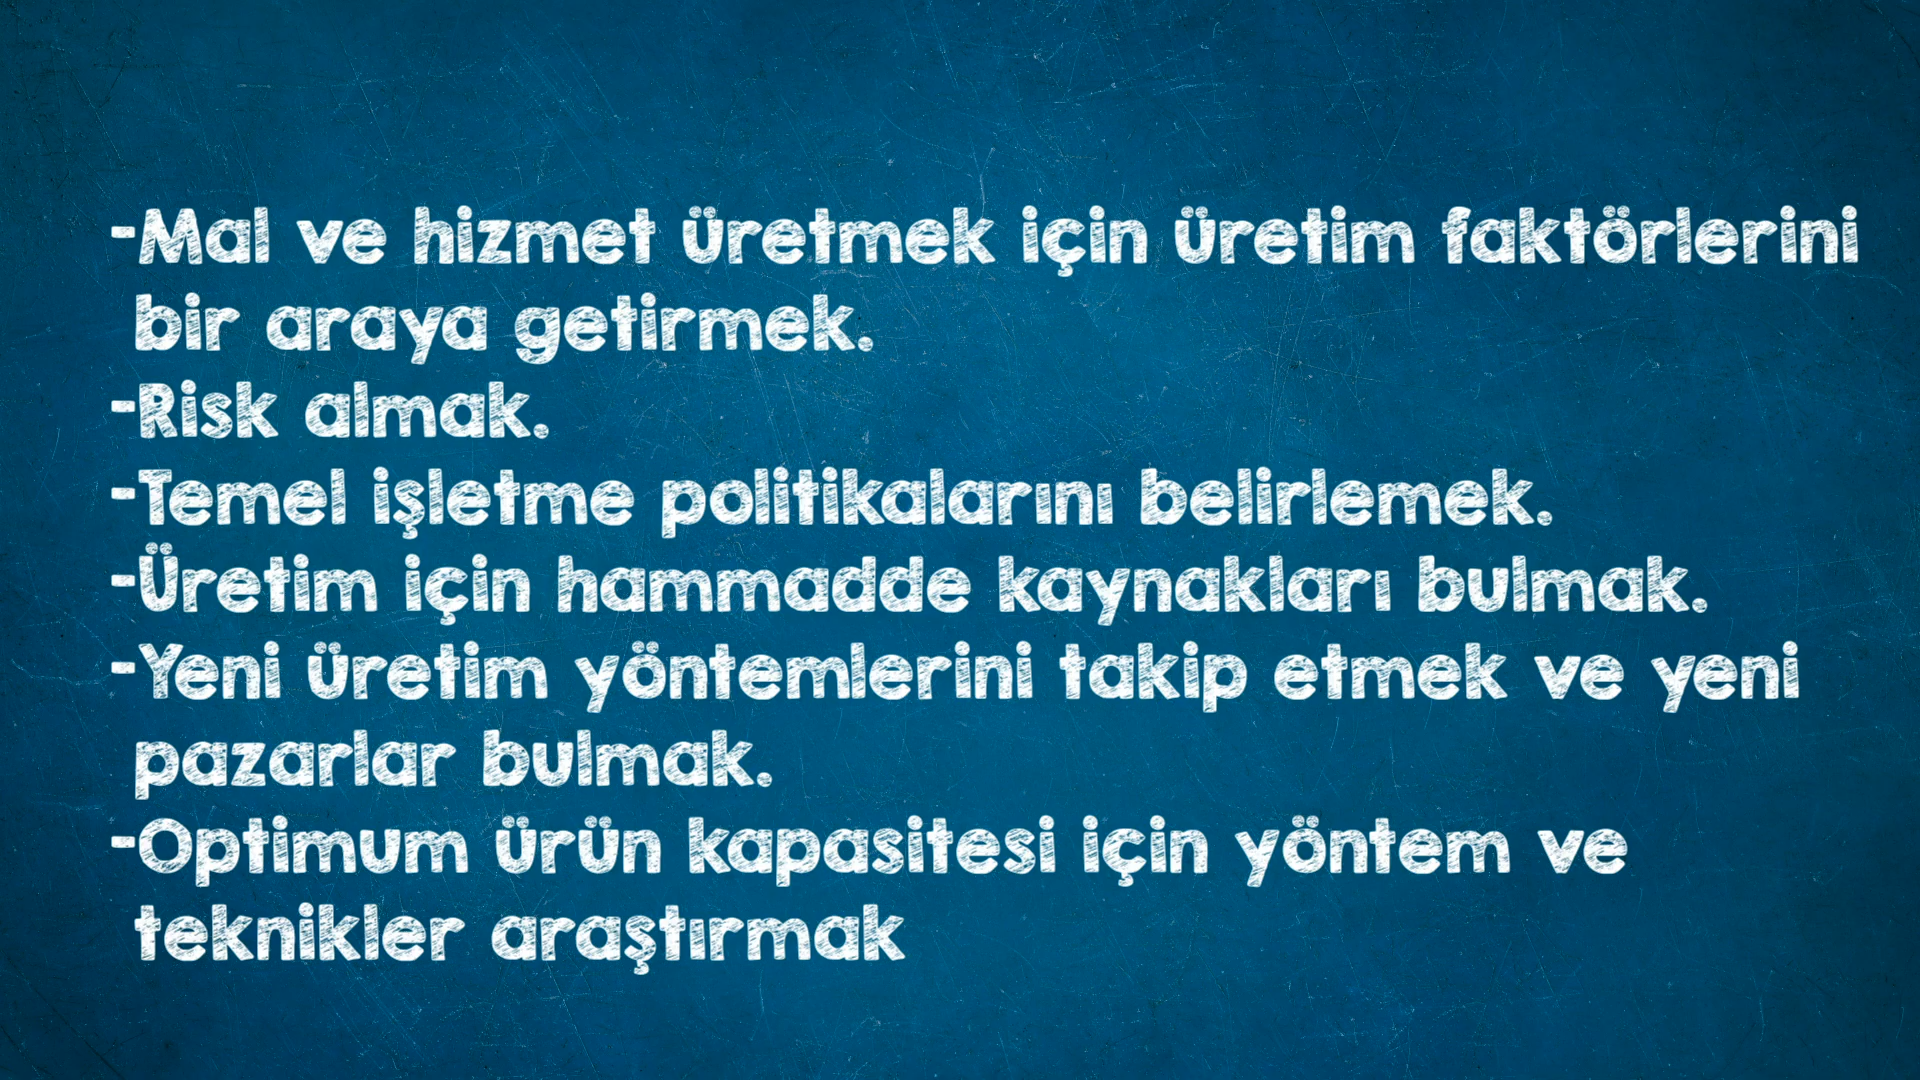 -Mal ve hizmet üretmek için üretim faktörlerini
bir araya getirmek.
-Risk almak.
-Temel işletme politikalarını belirlemek.
-Üretim için hammadde kaynakları bulmak.
-Yeni üretim yöntemlerini takip etmek ve yeni
pazarlar bulmak.
-Optimum ürün kapasitesi için yöntem ve
teknikler araştırmak